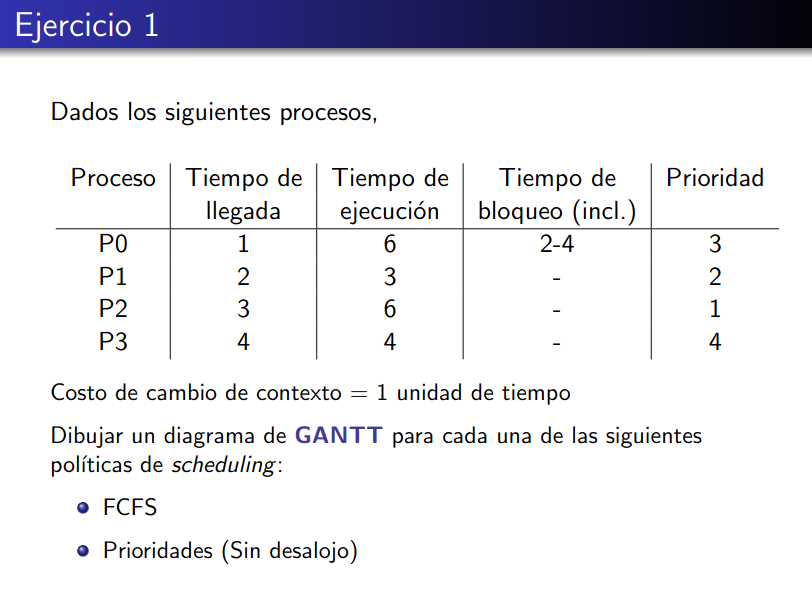 Ejercicio 1
Dados los siguientes procesos,
Proceso Tiempo de Tiempo de Tiempo de Prioridad
llegada ejecución bloqueo (incl.)
P0 1 6 2-4 3
P1 2 3 - 2
P2 3 6 - 1
P3 4 4 - 4
Costo de cambio de contexto = 1 unidad de tiempo
Dibujar un diagrama de GANTT para cada una de las siguientes
políticas de scheduling:
FCFS
Prioridades (Sin desalojo)